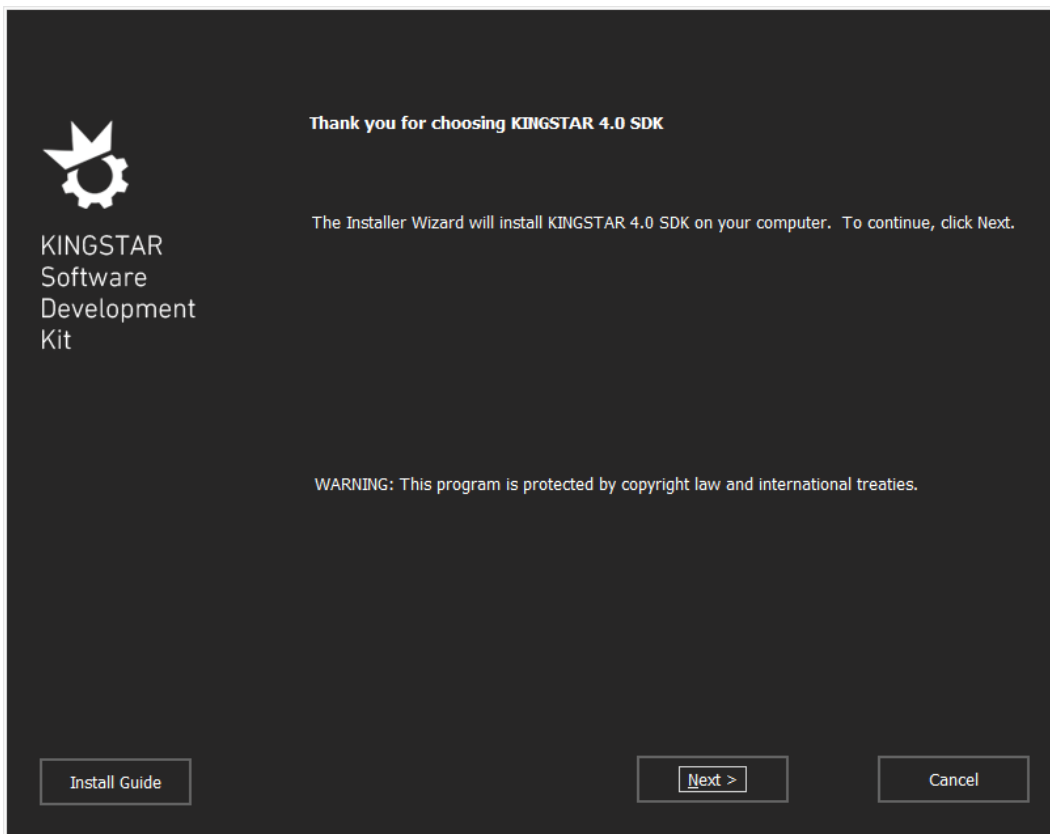 Thank you for choosing KINGSTAR 4.0 SDK
KINGSTAR
Software
Development
Kit
The Installer Wizard will install KINGSTAR 4.0 SDK on your computer.  To continue, click Next.
WARNING: This program is protected by copyright law and international treaties.
Install Guide
Next >
Cancel